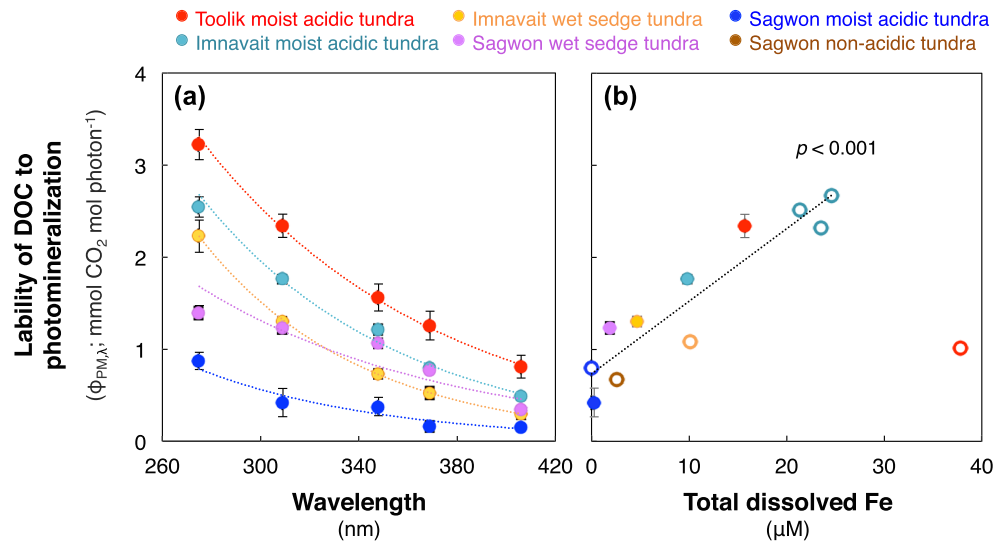 Toolik moist acidic tundra
Imnavait wet sedge tundra
Sagwon moist acidic tundra
Imnavait moist acidic tundra
Sagwon wet sedge tundra
Sagwon non-acidic tundra
Lability of DOC to
photomineralization
(ϕPM,λ; mmol CO2 mol photon-1)
(a)
4
3
2
1
0
260 300 340 380 420
Wavelength
(nm)
(b)
p < 0.001
0 10 20 30 40
Total dissolved Fe
(µM)